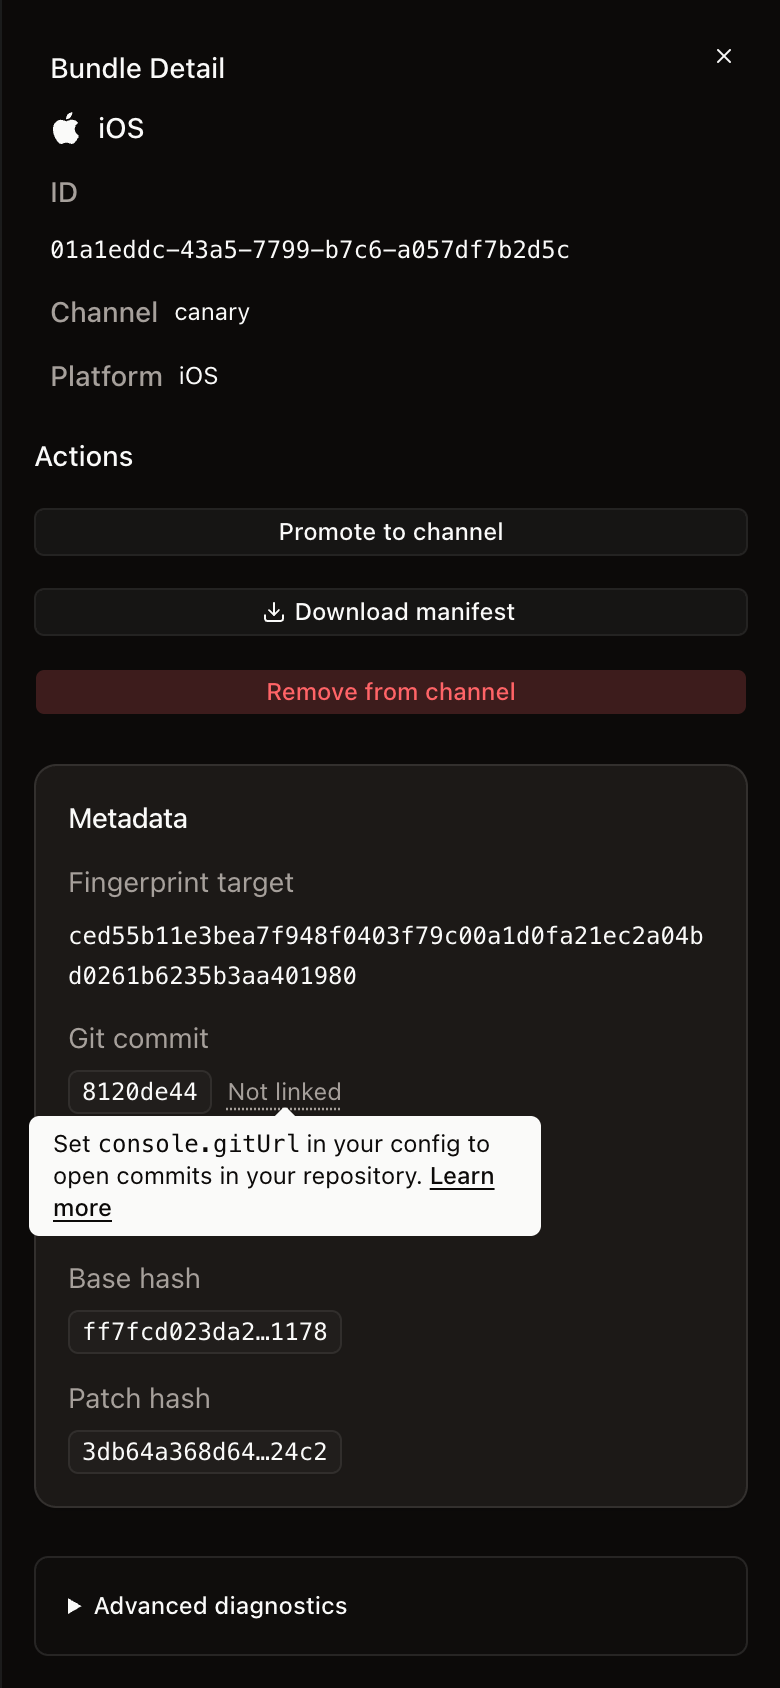 Bundle Detail
iOS
ID
01a1eddc-43a5-7799-b7c6-a057df7b2d5c
Channel canary
Platform iOS
Actions
Promote to channel
Download manifest
Remove from channel
Metadata
Fingerprint target
ced55b11e3bea7f948f0403f79c00a1d0fa21ec2a04b
d0261b6235b3aa401980
Git commit
8120de44 Not linked
Set console.gitUrl in your config to
open commits in your repository. Learn
more
Base hash
ff7fcd023da2…1178
Patch hash
3db64a368d64…24c2
Advanced diagnostics